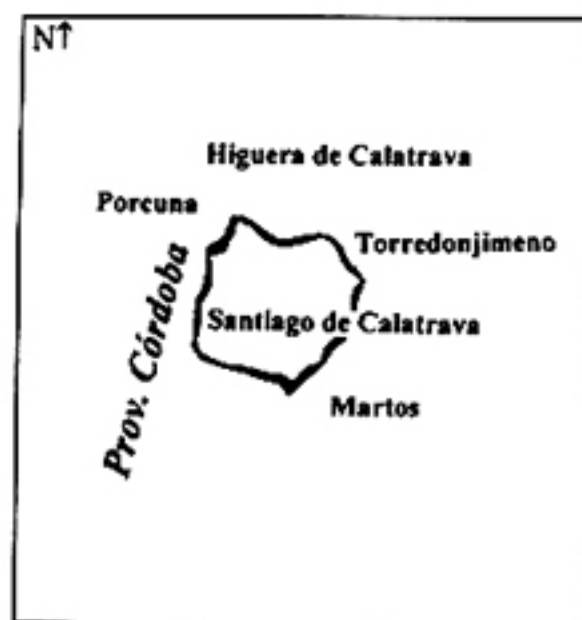 N↑
Higuera de Calatrava
Porcuna
Torredonjimeno
Prov. Córdoba
Santiago de Calatrava
Martos